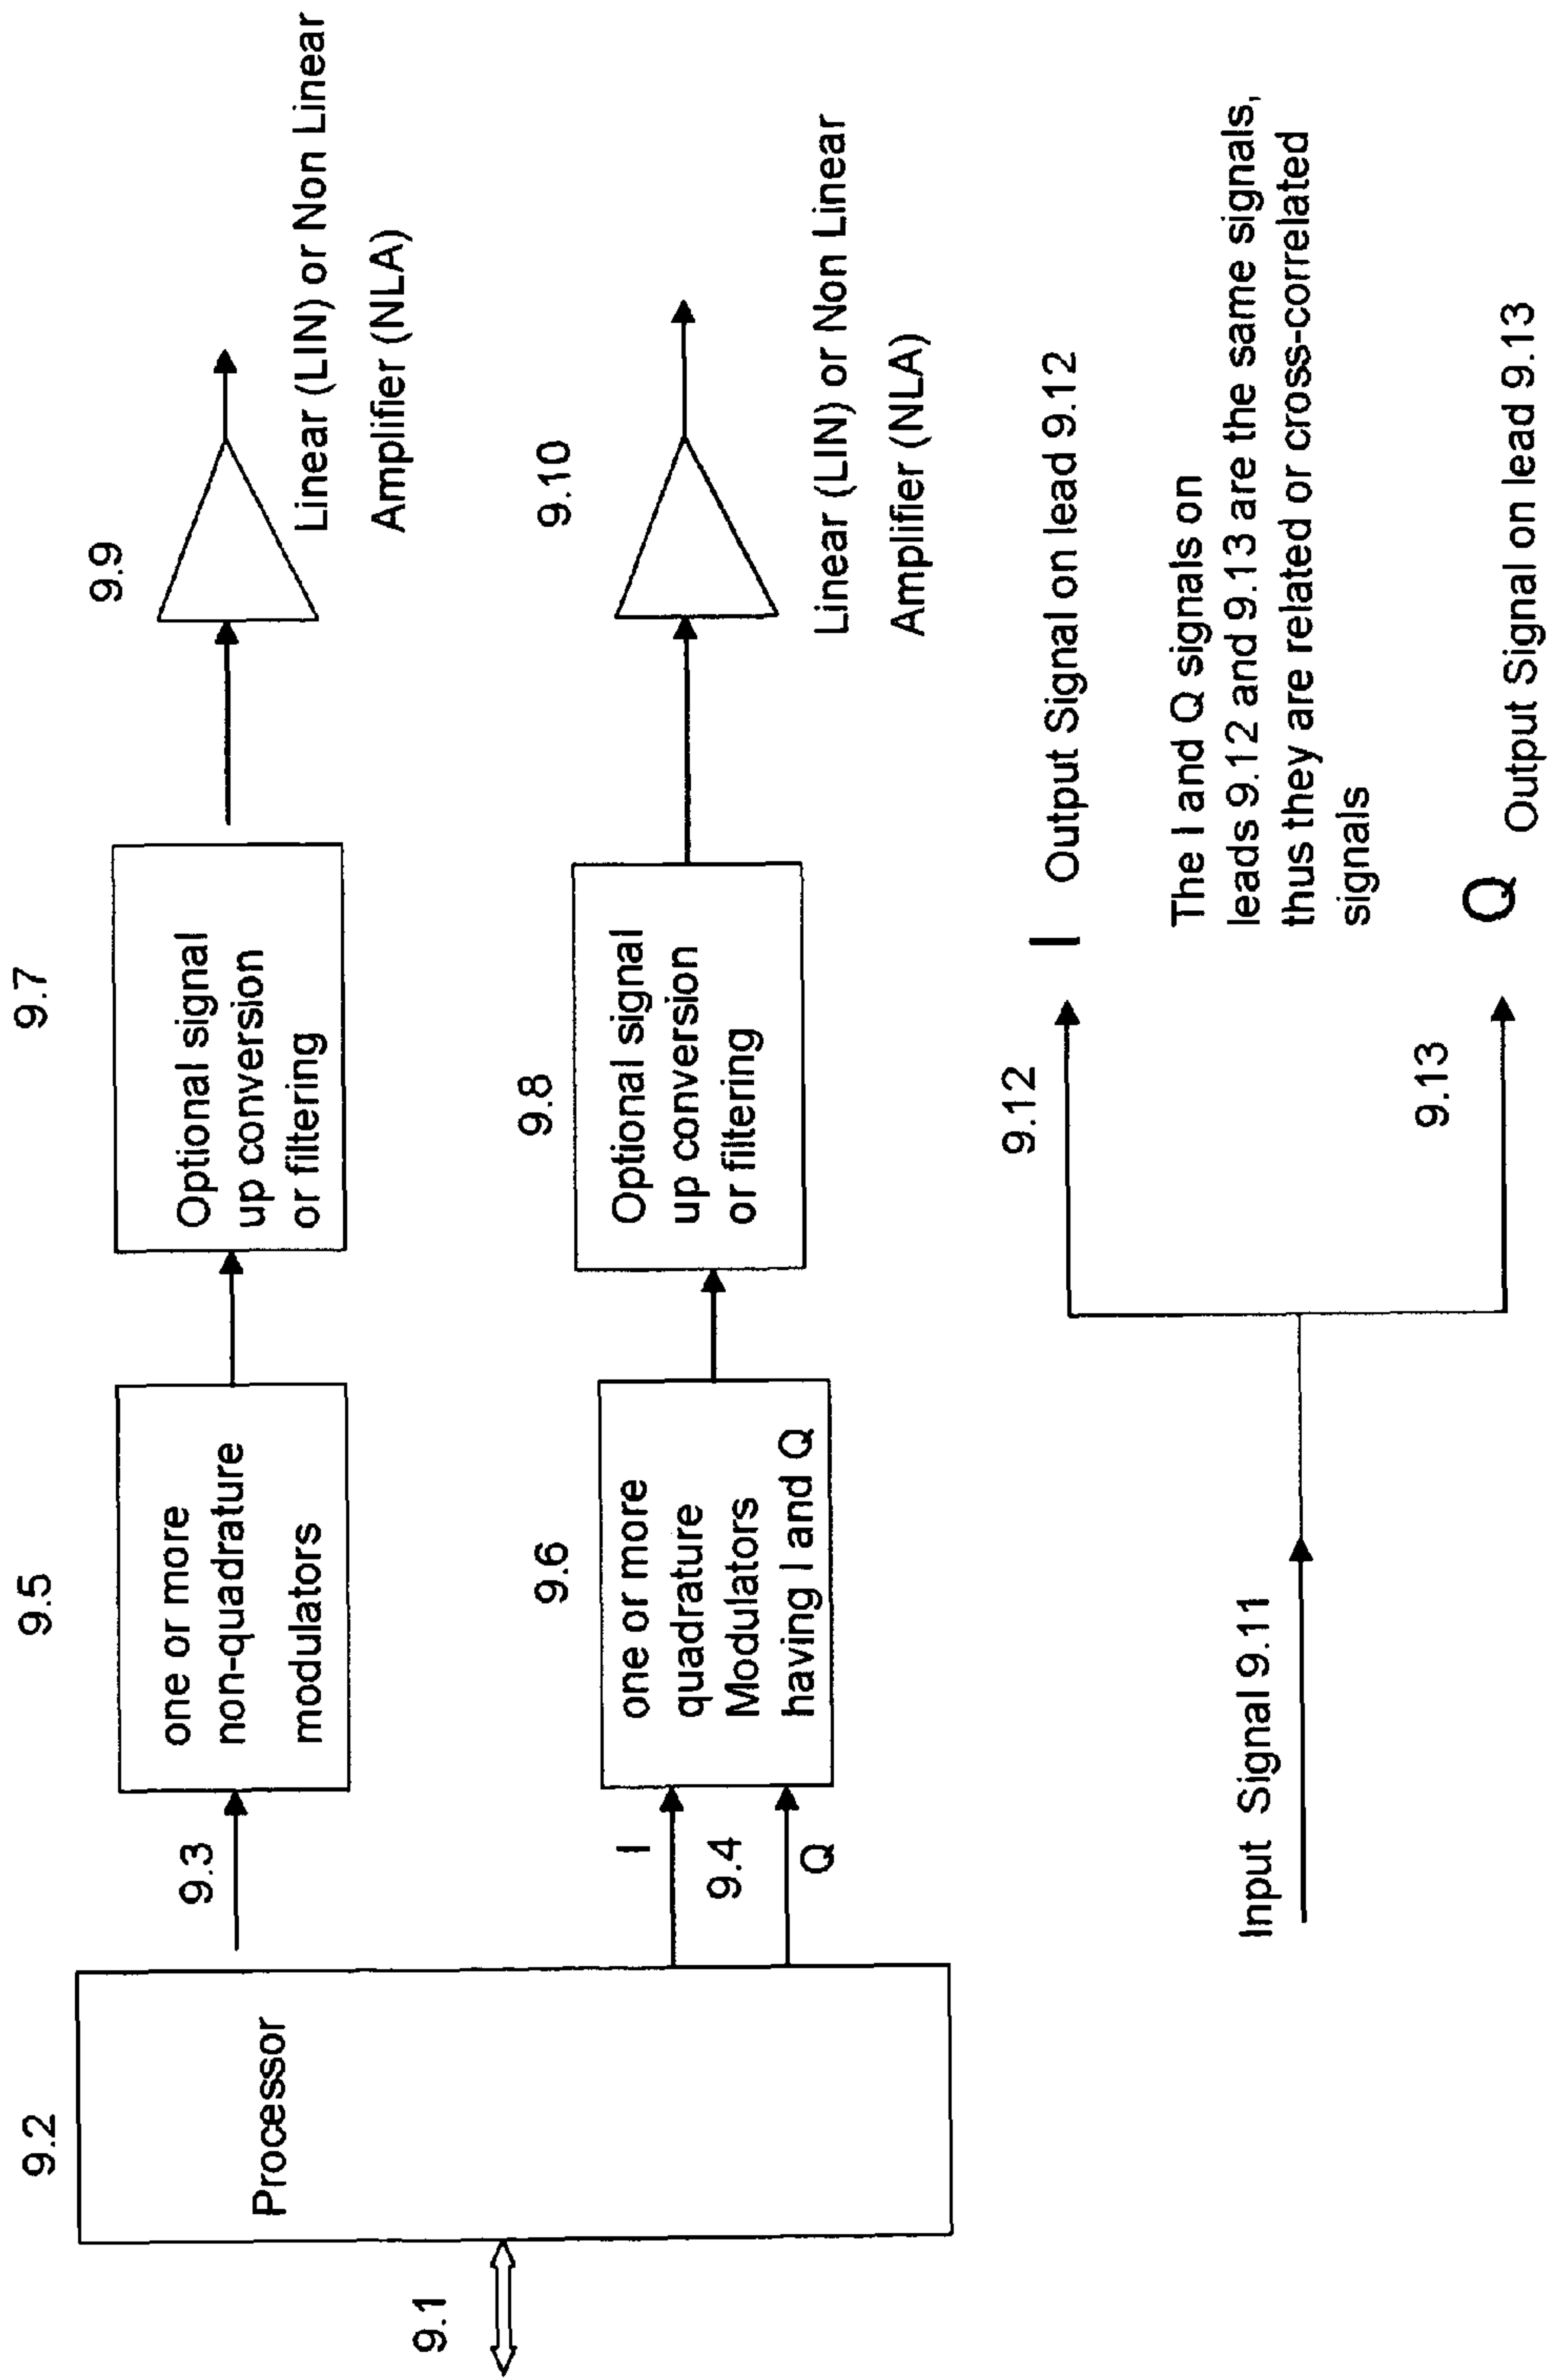 9.1
9.2
Processor
9.3
I
9.4
Q
9.5
one or more
non-quadrature
modulators
9.6
one or more
quadrature
Modulators
having I and Q
9.7
Optional signal
up conversion
or filtering
9.8
Optional signal
up conversion
or filtering
9.9
Linear (LIN) or Non Linear
Amplifier (NLA)
9.10
Linear (LIN) or Non Linear
Amplifier (NLA)
Input Signal 9.11
9.12
I Output Signal on lead 9.12
The I and Q signals on
leads 9.12 and 9.13 are the same signals,
thus they are related or cross-correlated
signals
9.13
Q Output Signal on lead 9.13